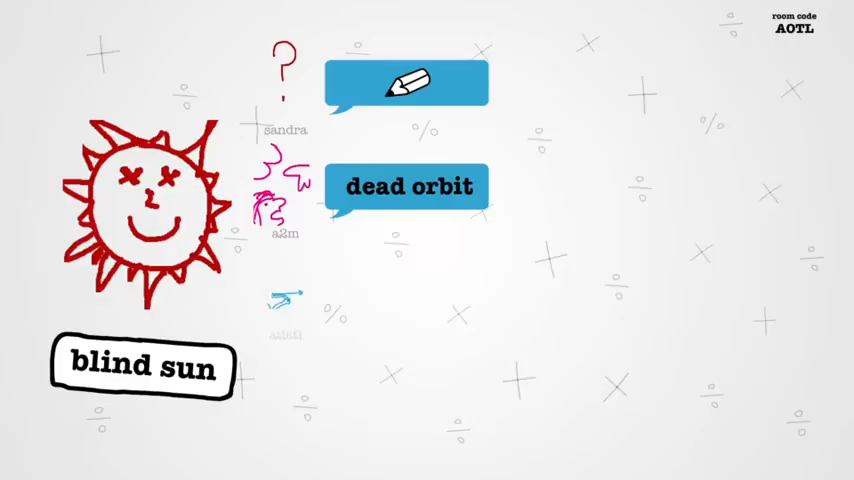 room code
AOTL
sandra
dead orbit
a2m
blind sun